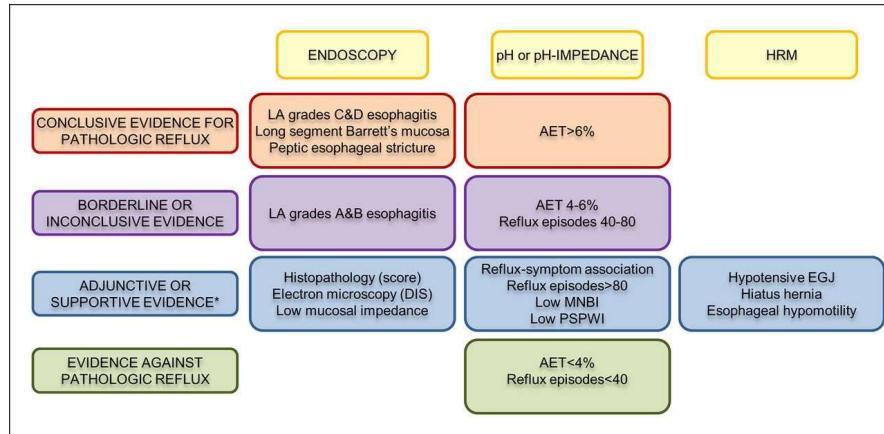 ENDOSCOPY
pH or pH-IMPEDANCE
HRM
CONCLUSIVE EVIDENCE FOR
PATHOLOGIC REFLUX
LA grades C&D esophagitis
Long segment Barrett's mucosa
Peptic esophageal stricture
AET>6%
BORDERLINE OR
INCONCLUSIVE EVIDENCE
LA grades A&B esophagitis
AET 4-6%
Reflux episodes 40-80
ADJUNCTIVE OR
SUPPORTIVE EVIDENCE*
Histopathology (score)
Electron microscopy (DIS)
Low mucosal impedance
Reflux-symptom association
Reflux episodes>80
Low MNBI
Low PSPWI
Hypotensive EGJ
Hiatus hernia
Esophageal hypomotility
EVIDENCE AGAINST
PATHOLOGIC REFLUX
AET<4%
Reflux episodes<40